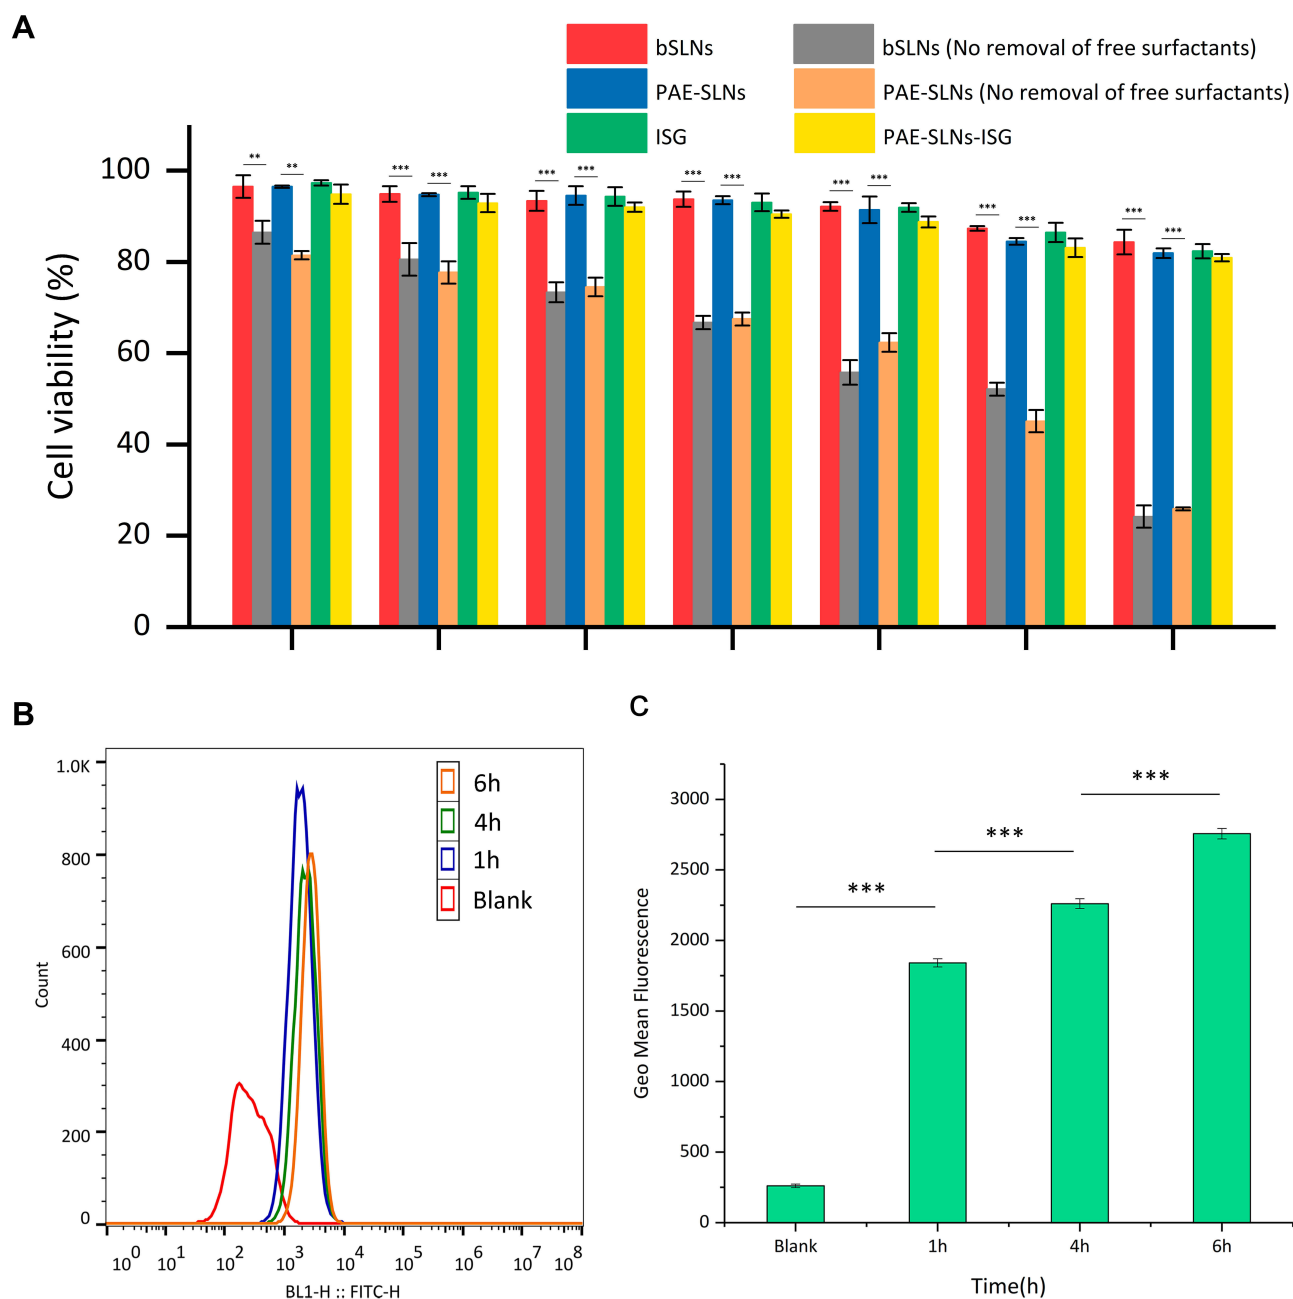 A
bSLNs
bSLNs (No removal of free surfactants)
PAE-SLNs
PAE-SLNs (No removal of free surfactants)
ISG
PAE-SLNs-ISG
Cell viability (%)
100
80
60
40
20
0
** ** *** *** *** *** *** *** *** *** *** *** *** ***
B
1.0K
800
600
400
200
0
Count
6h
4h
1h
Blank
10^0 10^1 10^2 10^3 10^4 10^5 10^6 10^7 10^8
BL1-H :: FITC-H
C
3000
2500
2000
1500
1000
500
0
Geo Mean Fluorescence
***
***
***
Blank 1h 4h 6h
Time(h)